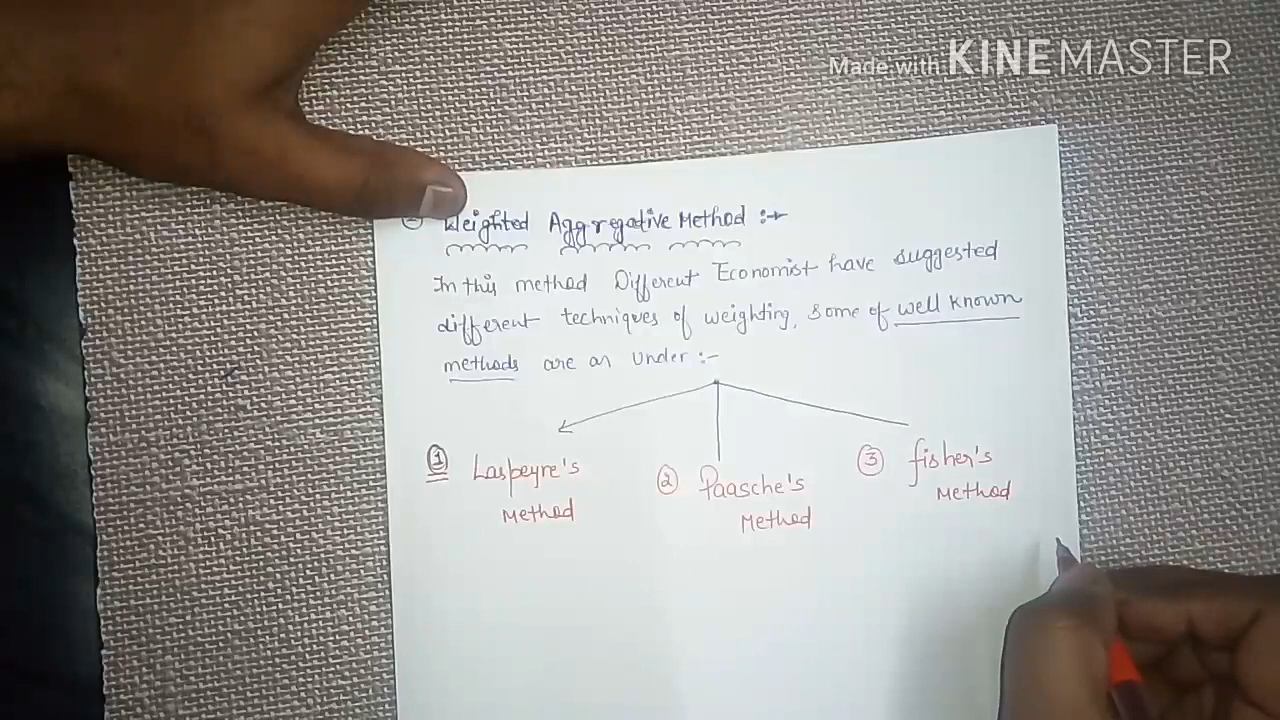 Made with KINEMASTER
Weighted Aggregative Method :-
In this method Different Economist have suggested
different techniques of weighting, Some of well known
methods are as under :-
① Laspeyre's
Method
② Paasche's
Method
③ fisher's
Method